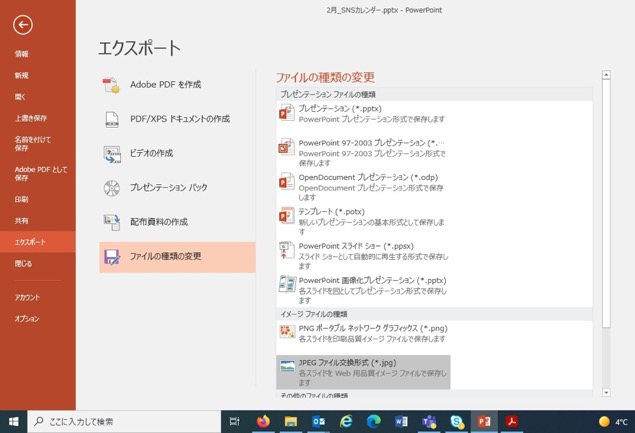 2月_SNSカレンダー.pptx - PowerPoint
情報
新規
開く
上書き保存
名前を付けて
保存
Adobe PDF として
保存
印刷
共有
エクスポート
閉じる
アカウント
オプション
エクスポート
Adobe PDF を作成
PDF/XPS ドキュメントの作成
ビデオの作成
プレゼンテーション パック
配布資料の作成
ファイルの種類の変更
ファイルの種類の変更
プレゼンテーション ファイルの種類
プレゼンテーション (*.pptx)
PowerPoint プレゼンテーション形式で保存します
PowerPoint 97-2003 プレゼンテーション (*.…
PowerPoint 97-2003 プレゼンテーション形式で
保存します
OpenDocument プレゼンテーション (*.odp)
OpenDocument プレゼンテーション形式で保存し
ます
テンプレート (*.potx)
新しいプレゼンテーションの基本形式として保存しま
す
PowerPoint スライド ショー (*.ppsx)
スライド ショーとして自動的に再生する形式で保存し
ます
PowerPoint 画像化プレゼンテーション (*.pptx)
各スライドを図としてプレゼンテーション形式で保存し
ます
イメージ ファイルの種類
PNG ポータブル ネットワーク グラフィックス (*.png)
各スライドを印刷品質イメージ ファイルで保存します
JPEG ファイル交換形式 (*.jpg)
各スライドを Web 用品質イメージ ファイルで保存し
ます
その他のファイルの種類
ここに入力して検索
4°C